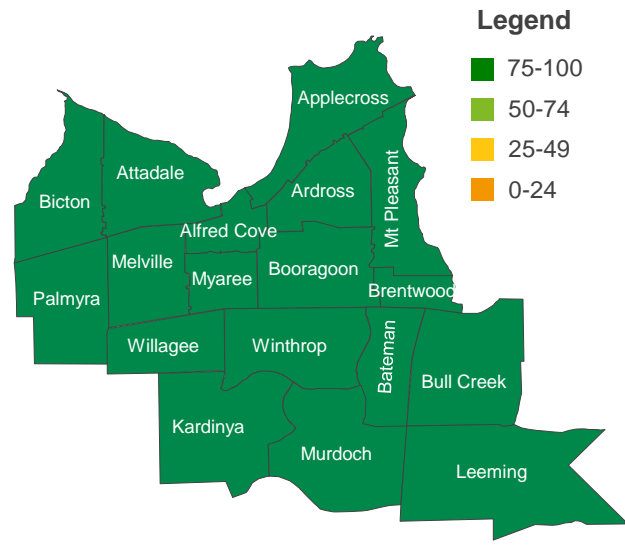 Legend
75-100
50-74
25-49
0-24
Applecross
Attadale
Ardross
Bicton
Mt Pleasant
Alfred Cove
Melville
Booragoon
Myaree
Brentwood
Palmyra
Willagee
Winthrop
Bateman
Bull Creek
Kardinya
Murdoch
Leeming